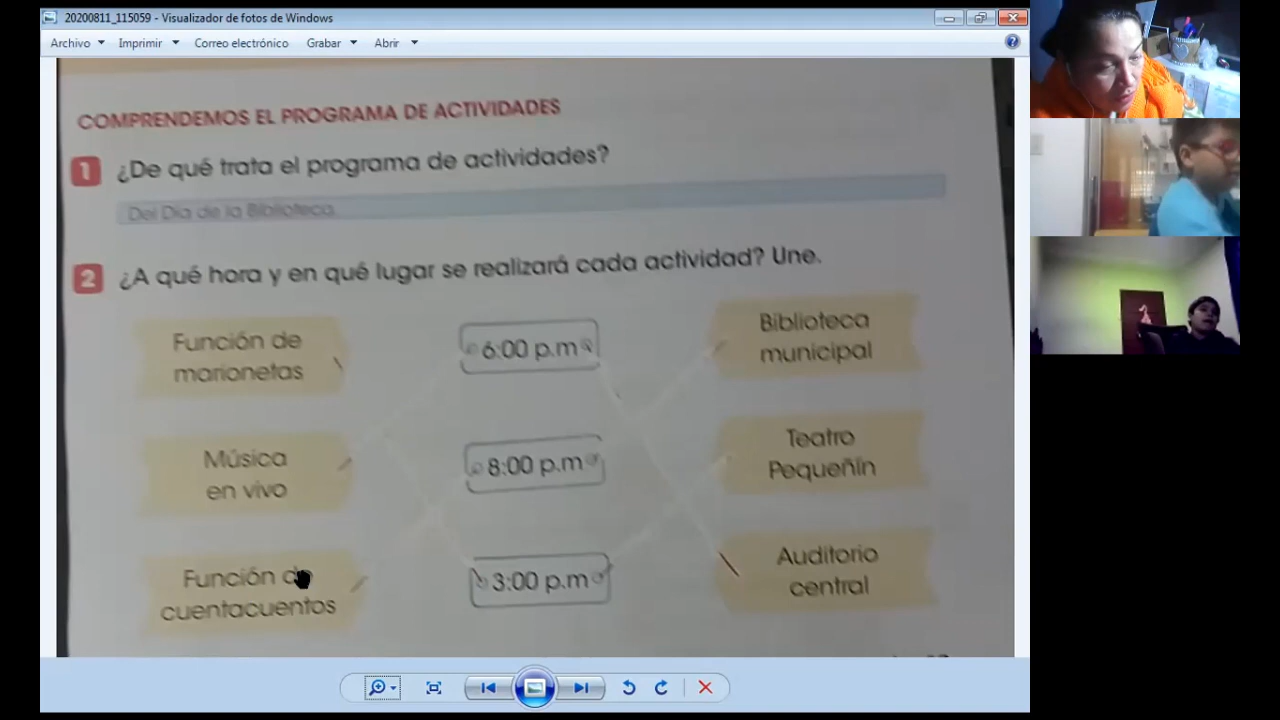 20200811_115059 - Visualizador de fotos de Windows
Archivo Imprimir Correo electrónico Grabar Abrir
COMPRENDEMOS EL PROGRAMA DE ACTIVIDADES
1 ¿De qué trata el programa de actividades?
Del Día de la Biblioteca.
2 ¿A qué hora y en qué lugar se realizará cada actividad? Une.
Función de
marionetas
6:00 p.m
Biblioteca
municipal
Música
en vivo
8:00 p.m
Teatro
Pequeñín
Función de
cuentacuentos
3:00 p.m
Auditorio
central